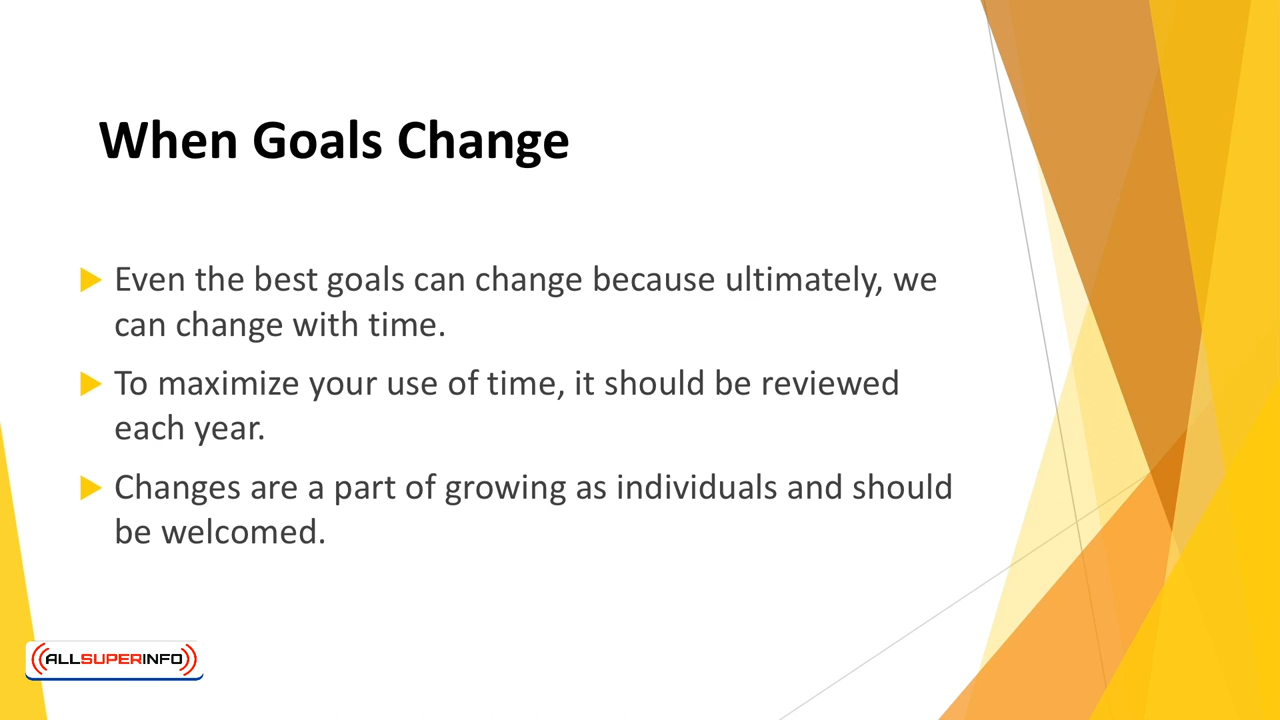 When Goals Change
Even the best goals can change because ultimately, we
can change with time.
To maximize your use of time, it should be reviewed
each year.
Changes are a part of growing as individuals and should
be welcomed.
ALLSUPERINFO